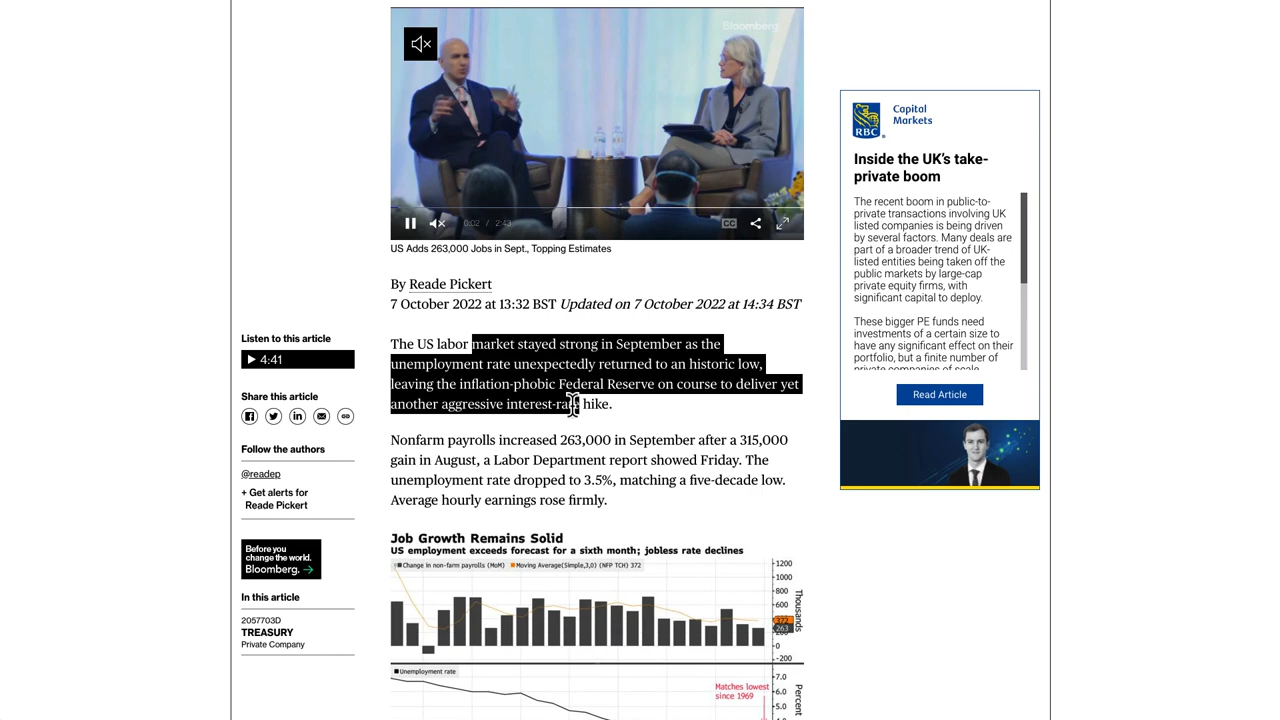 Bloomberg
0:02 / 2:43
CC
US Adds 263,000 Jobs in Sept., Topping Estimates
By Reade Pickert
7 October 2022 at 13:32 BST Updated on 7 October 2022 at 14:34 BST
Listen to this article
4:41
Share this article
Follow the authors
@readep
+ Get alerts for
Reade Pickert
Before you
change the world.
Bloomberg.
In this article
2057703D
TREASURY
Private Company
The US labor market stayed strong in September as the
unemployment rate unexpectedly returned to an historic low,
leaving the inflation-phobic Federal Reserve on course to deliver yet
another aggressive interest-rate hike.
Nonfarm payrolls increased 263,000 in September after a 315,000
gain in August, a Labor Department report showed Friday. The
unemployment rate dropped to 3.5%, matching a five-decade low.
Average hourly earnings rose firmly.
Job Growth Remains Solid
US employment exceeds forecast for a sixth month; jobless rate declines
Change in non-farm payrolls (MoM) Moving Average(Simple,3,0) (NFP TCH) 372
1200
1000
800
600
372
263
0
-200
Thousands
Unemployment rate
Matches lowest
since 1969
7.0
6.0
5.0
Percent
RBC
Capital
Markets
Inside the UK's take-
private boom
The recent boom in public-to-
private transactions involving UK
listed companies is being driven
by several factors. Many deals are
part of a broader trend of UK-
listed entities being taken off the
public markets by large-cap
private equity firms, with
significant capital to deploy.
These bigger PE funds need
investments of a certain size to
have any significant effect on their
portfolio, but a finite number of
private companies of scale
Read Article